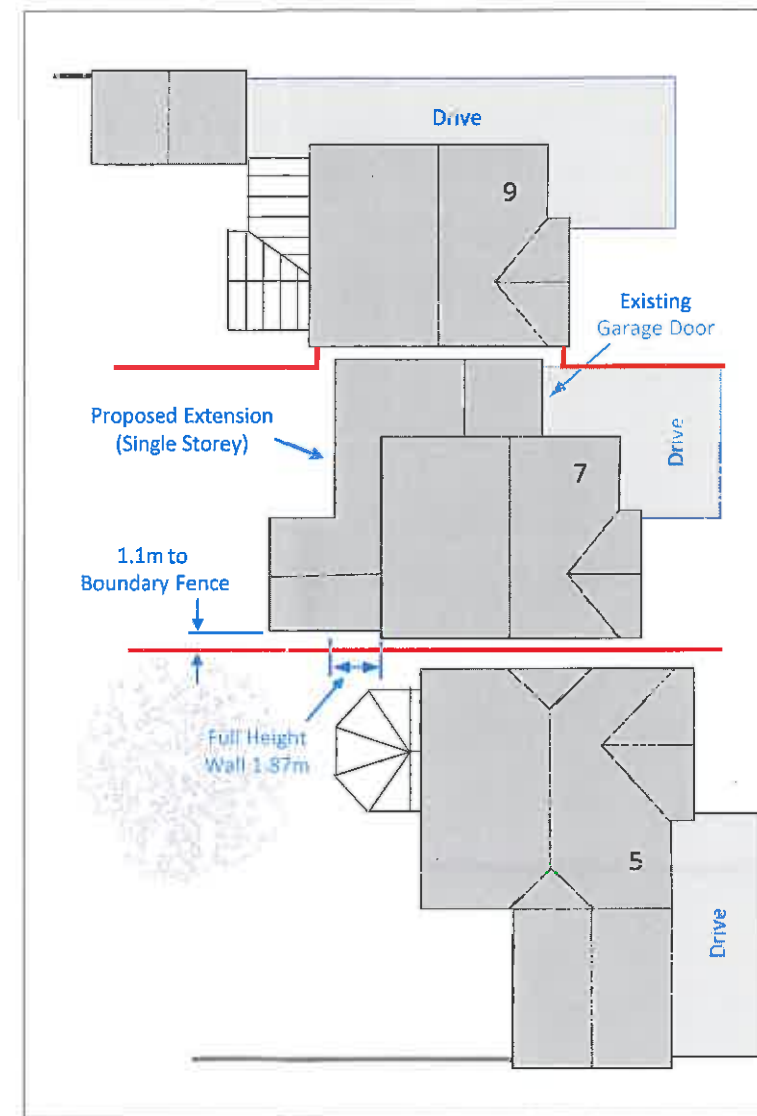 Drive
9
Existing
Garage Door
Proposed Extension
(Single Storey)
7
Drive
1.1m to
Boundary Fence
Full Height
Wall 1.87m
5
Drive